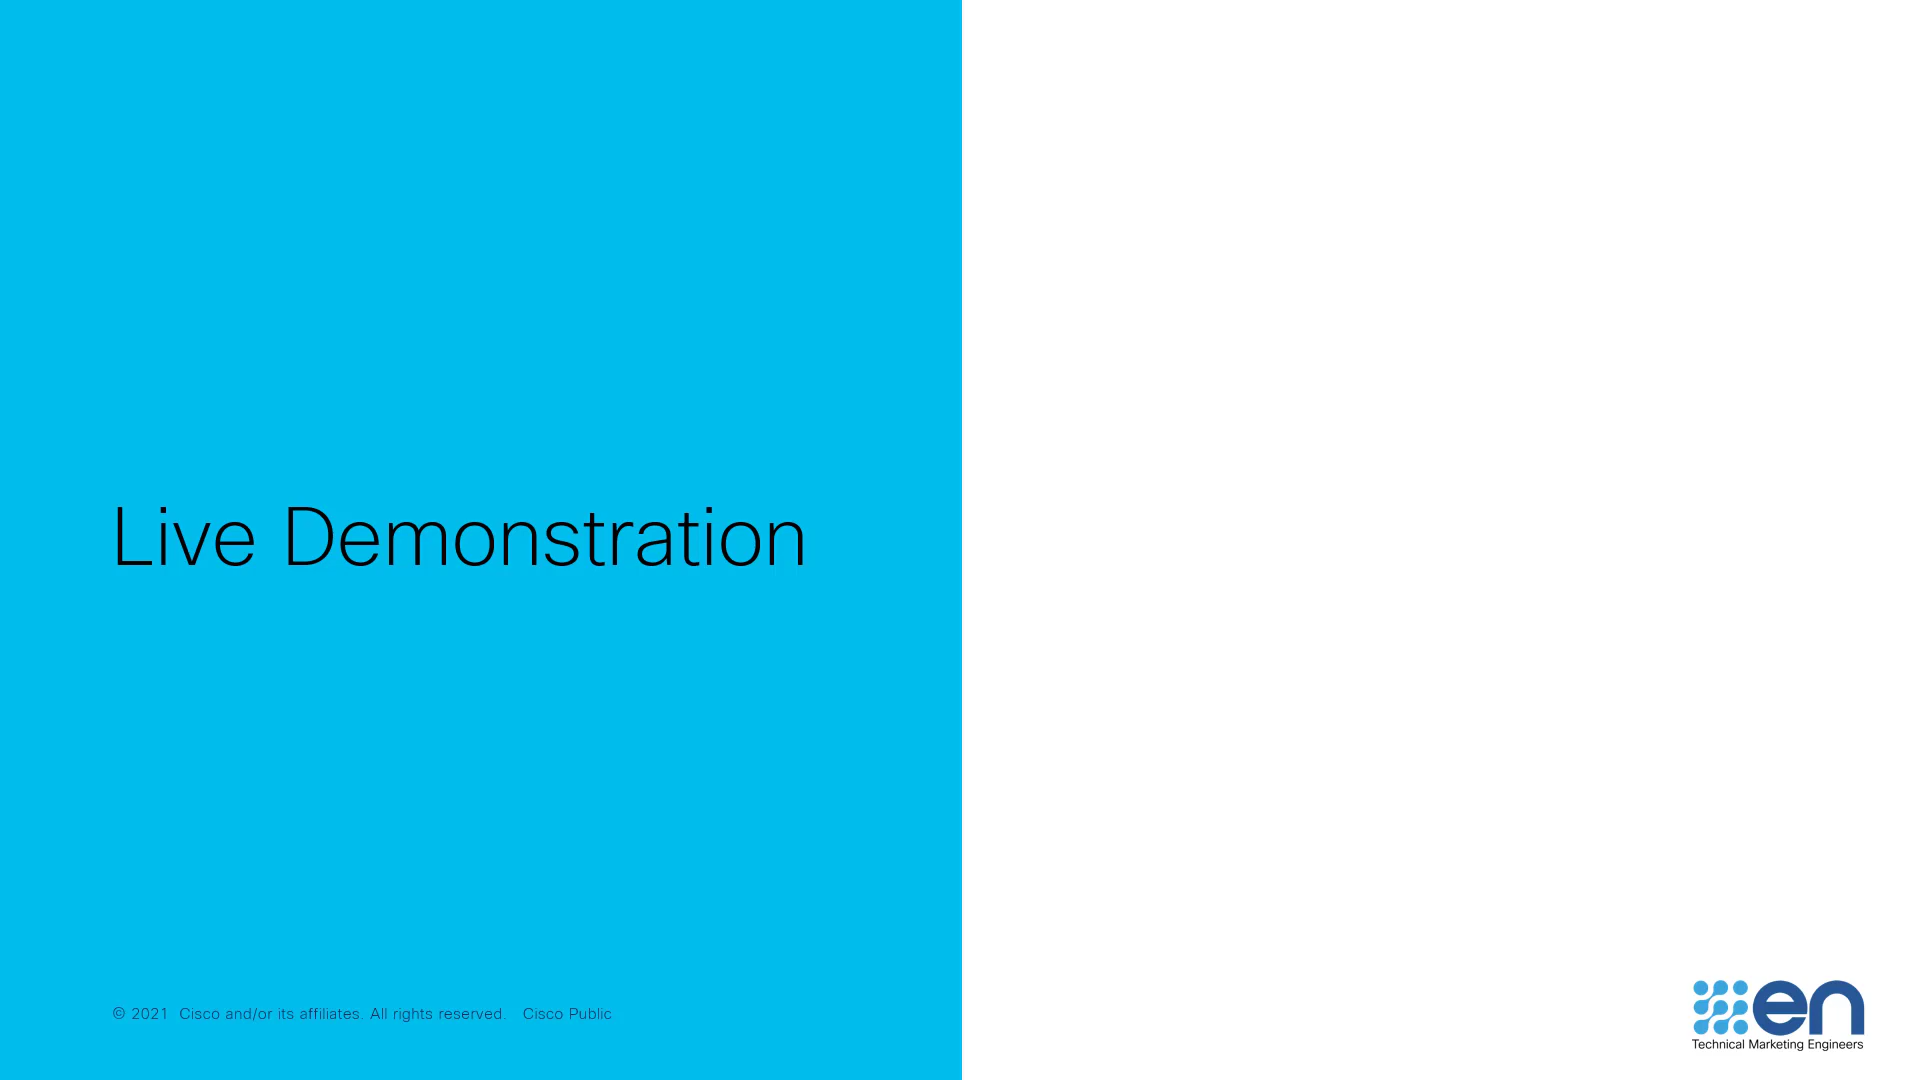 Live Demonstration
© 2021 Cisco and/or its affiliates. All rights reserved. Cisco Public
en
Technical Marketing Engineers